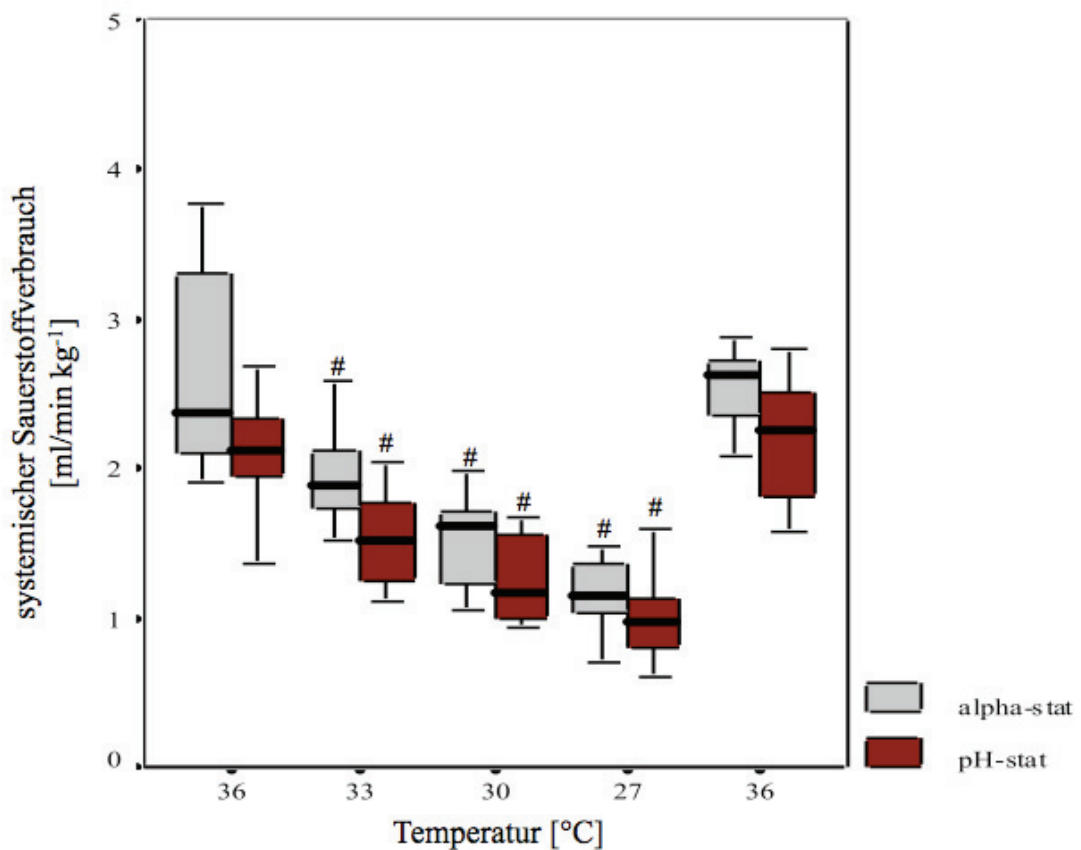 5
4
3
2
1
0
systemischer Sauerstoffverbrauch
[ml/min kg⁻¹]
# # # # # #
36 33 30 27 36
Temperatur [°C]
alpha-stat
pH-stat